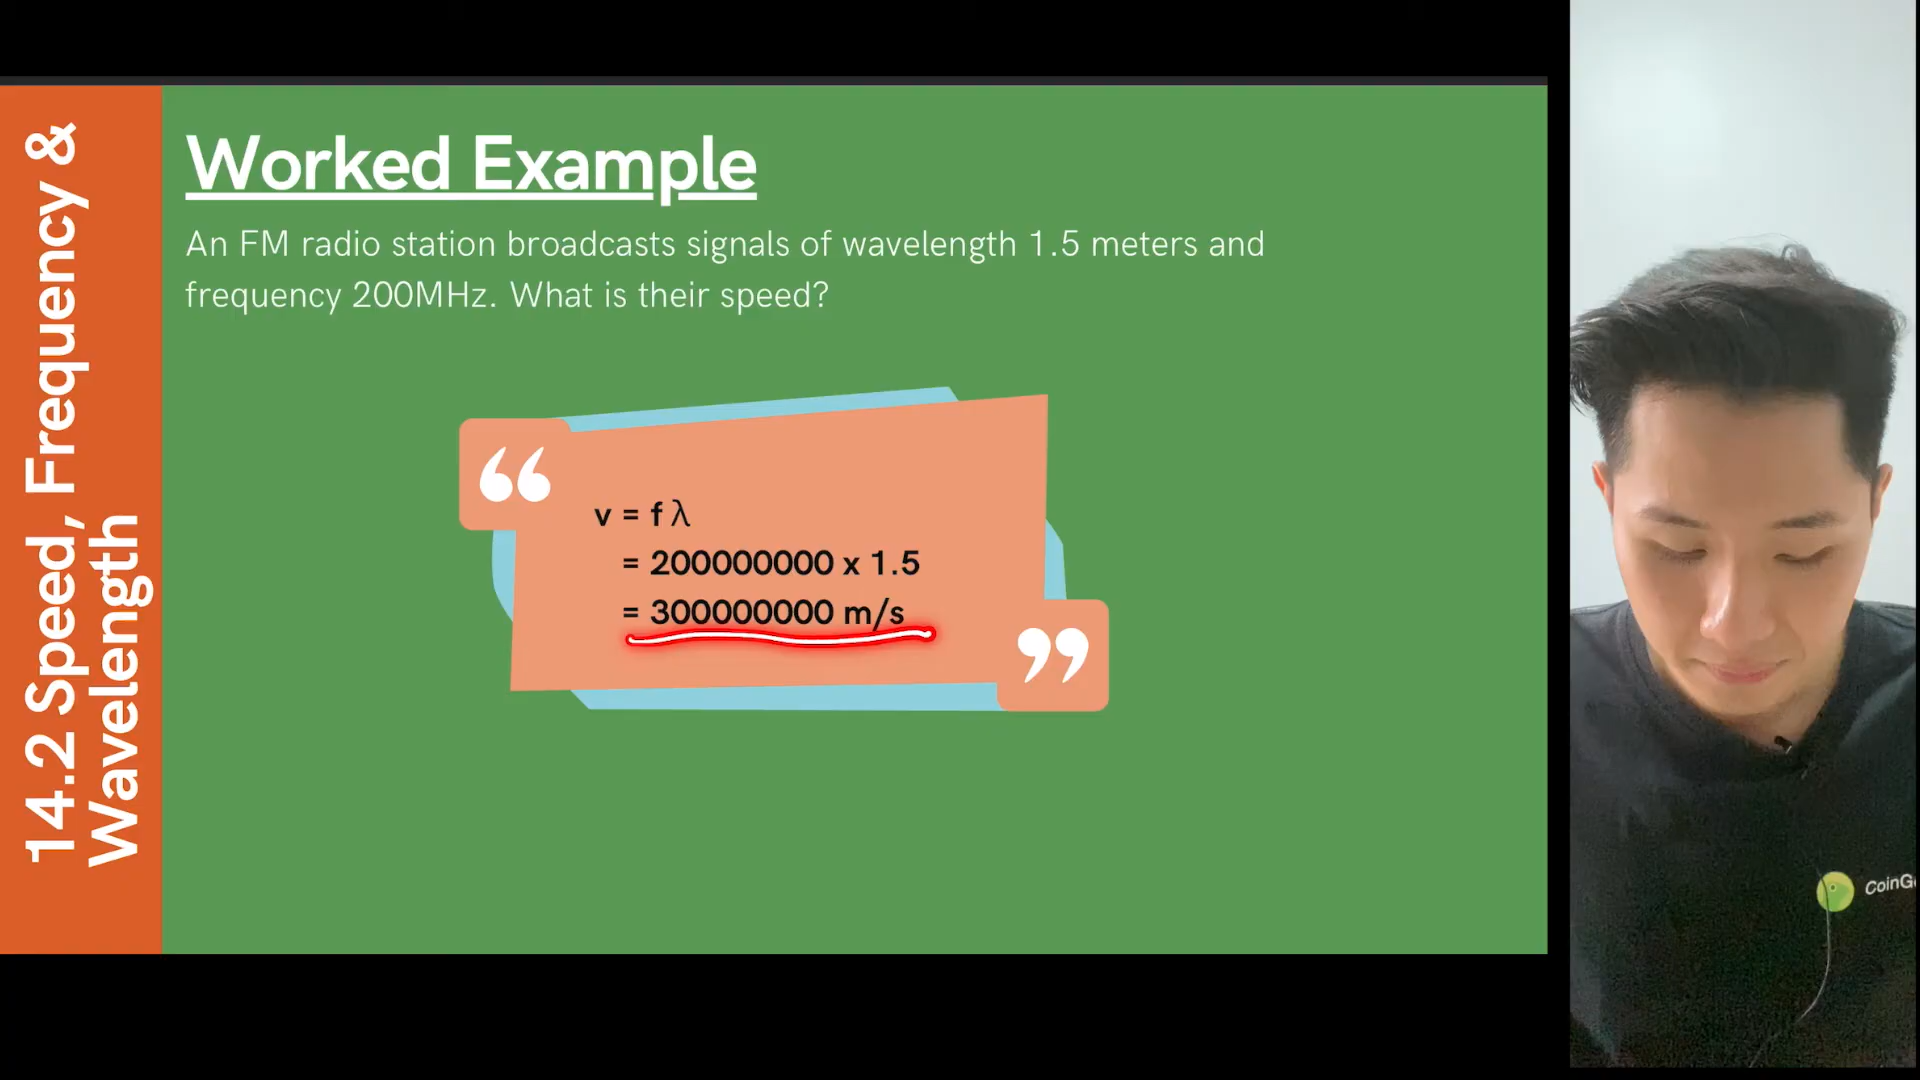 14.2 Speed, Frequency &
Wavelength
Worked Example
An FM radio station broadcasts signals of wavelength 1.5 meters and
frequency 200MHz. What is their speed?
“
v = f λ
= 200000000 x 1.5
= 300000000 m/s
”
CoinG